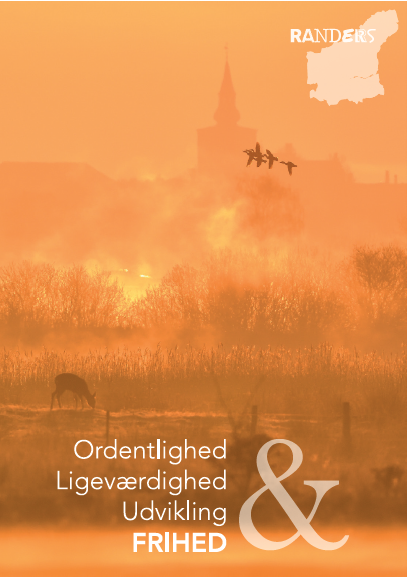 RANDERS
Ordentlighed
Ligeværdighed
Udvikling
FRIHED
&